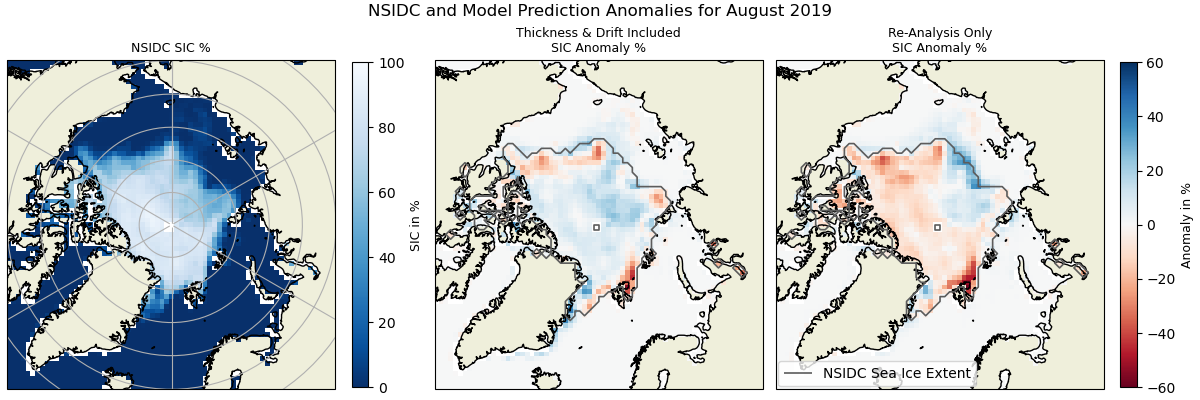 NSIDC and Model Prediction Anomalies for August 2019
NSIDC SIC %
100
80
60
40
20
0
SIC in %
Thickness & Drift Included
SIC Anomaly %
Re-Analysis Only
SIC Anomaly %
NSIDC Sea Ice Extent
60
40
20
0
−20
−40
−60
Anomaly in %